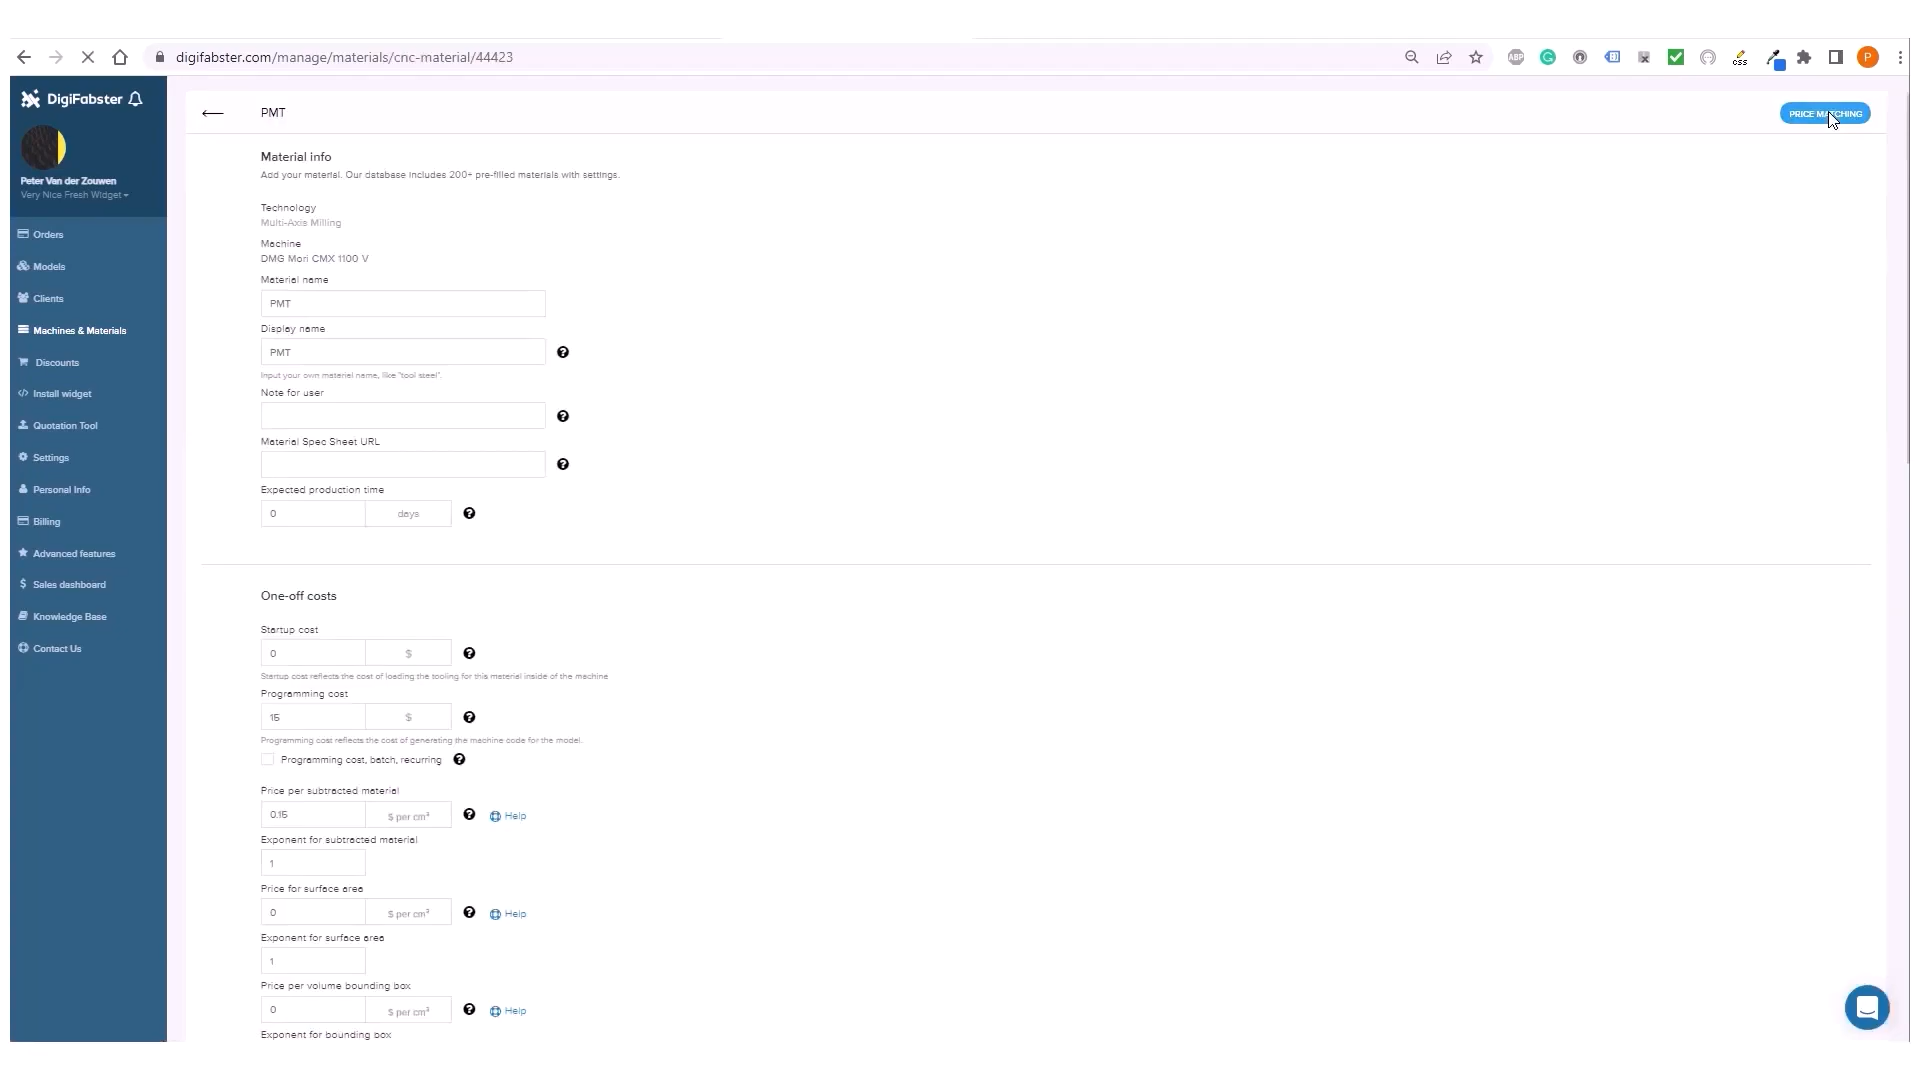 digifabster.com/manage/materials/cnc-material/44423
ABP
css
P
DigiFabster
PMT
PRICE MATCHING
Peter Van der Zouwen
Very Nice Fresh Widget
Orders
Models
Clients
Machines & Materials
Discounts
Install widget
Quotation Tool
Settings
Personal Info
Billing
Advanced features
Sales dashboard
Knowledge Base
Contact Us
Material info
Add your material. Our database includes 200+ pre-filled materials with settings.
Technology
Multi-Axis Milling
Machine
DMG Mori CMX 1100 V
Material name
PMT
Display name
PMT
Input your own material name, like "tool steel".
Note for user
Material Spec Sheet URL
Expected production time
0 days
One-off costs
Startup cost
0 $
Startup cost reflects the cost of loading the tooling for this material inside of the machine
Programming cost
15 $
Programming cost reflects the cost of generating the machine code for the model.
Programming cost, batch, recurring
Price per subtracted material
0.15 $ per cm³ Help
Exponent for subtracted material
1
Price for surface area
0 $ per cm² Help
Exponent for surface area
1
Price per volume bounding box
0 $ per cm³ Help
Exponent for bounding box